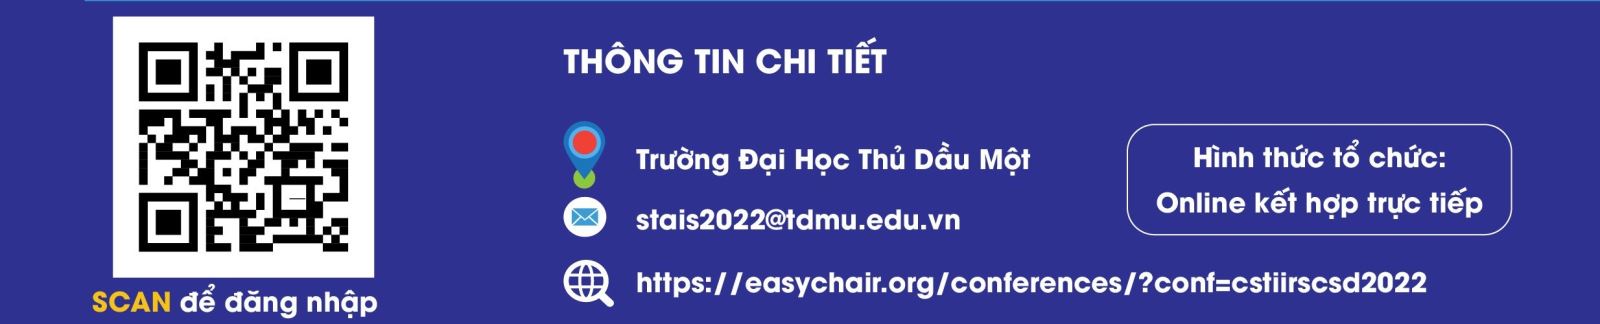 THÔNG TIN CHI TIẾT
Trường Đại Học Thủ Dầu Một
stais2022@tdmu.edu.vn
https://easychair.org/conferences/?conf=cstiirscsd2022
Hình thức tổ chức:
Online kết hợp trực tiếp
SCAN để đăng nhập